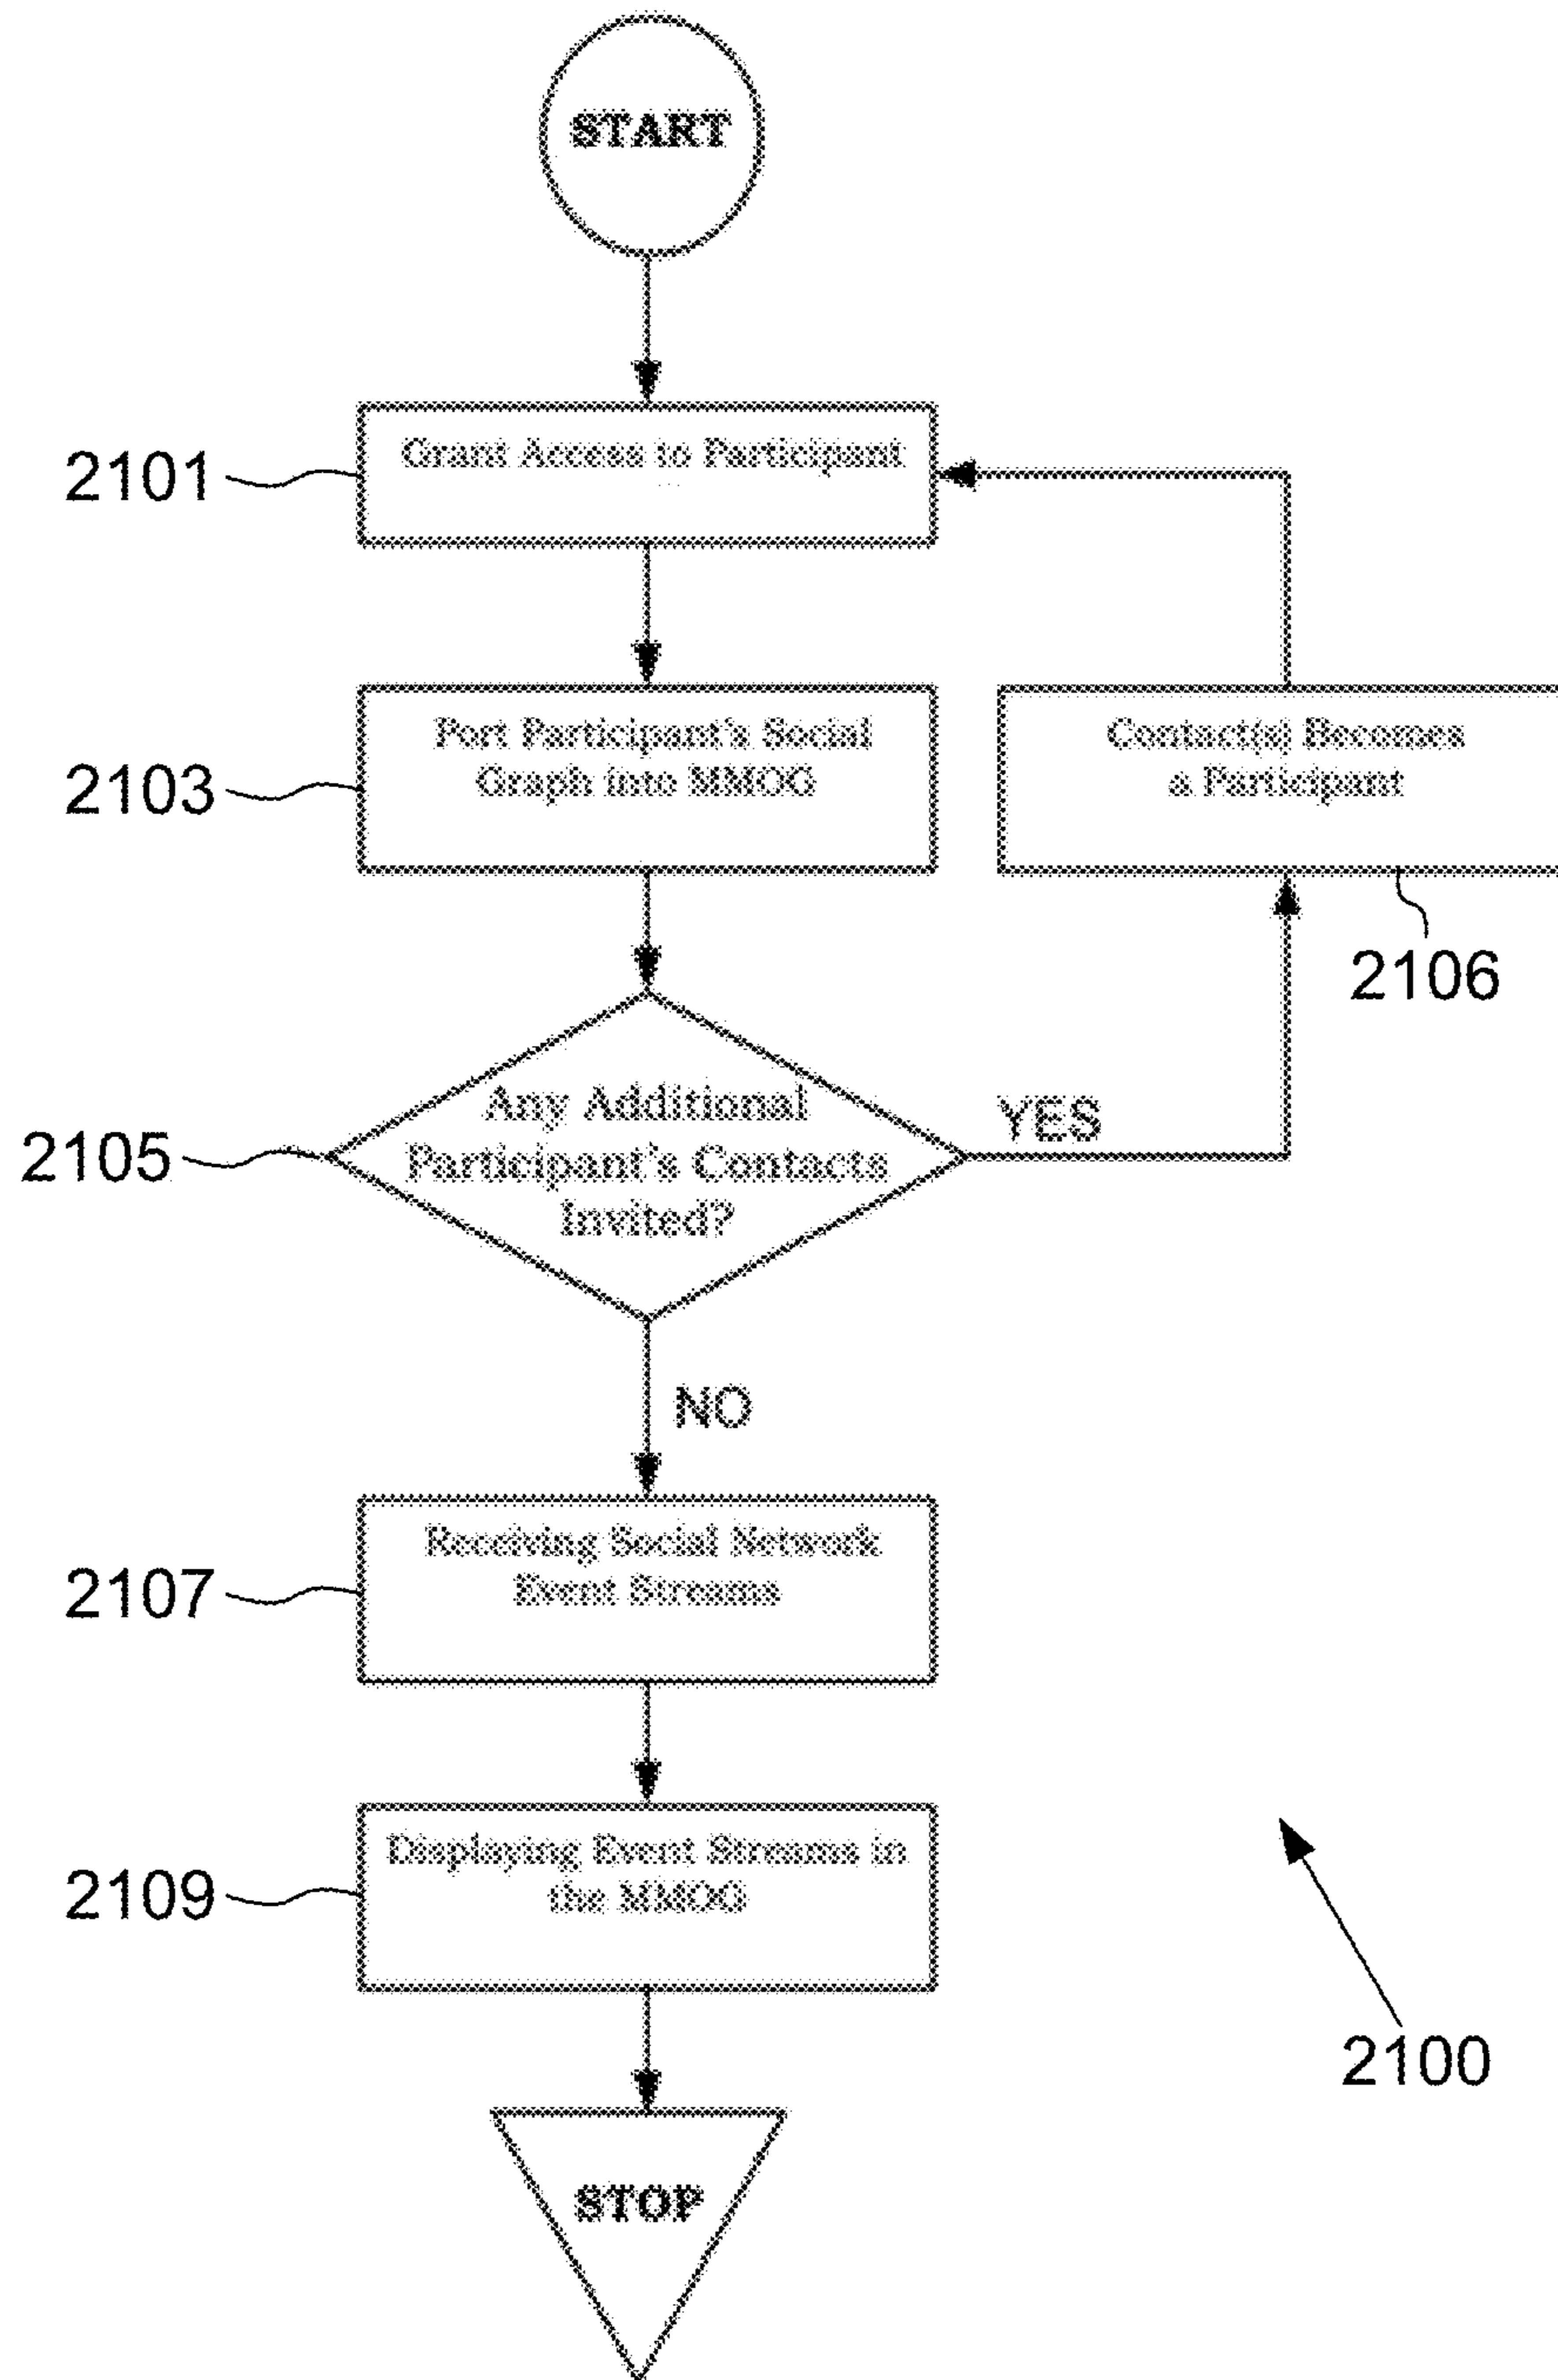 START
2101
Grant Access to Participant
2103
Port Participant's Social
Graph into MMOG
Contact(s) Becomes
a Participant
2106
2105
Any Additional
Participant's Contacts
Invited?
YES
NO
2107
Receiving Social Network
Event Streams
2109
Displaying Event Streams in
the MMOG
2100
STOP